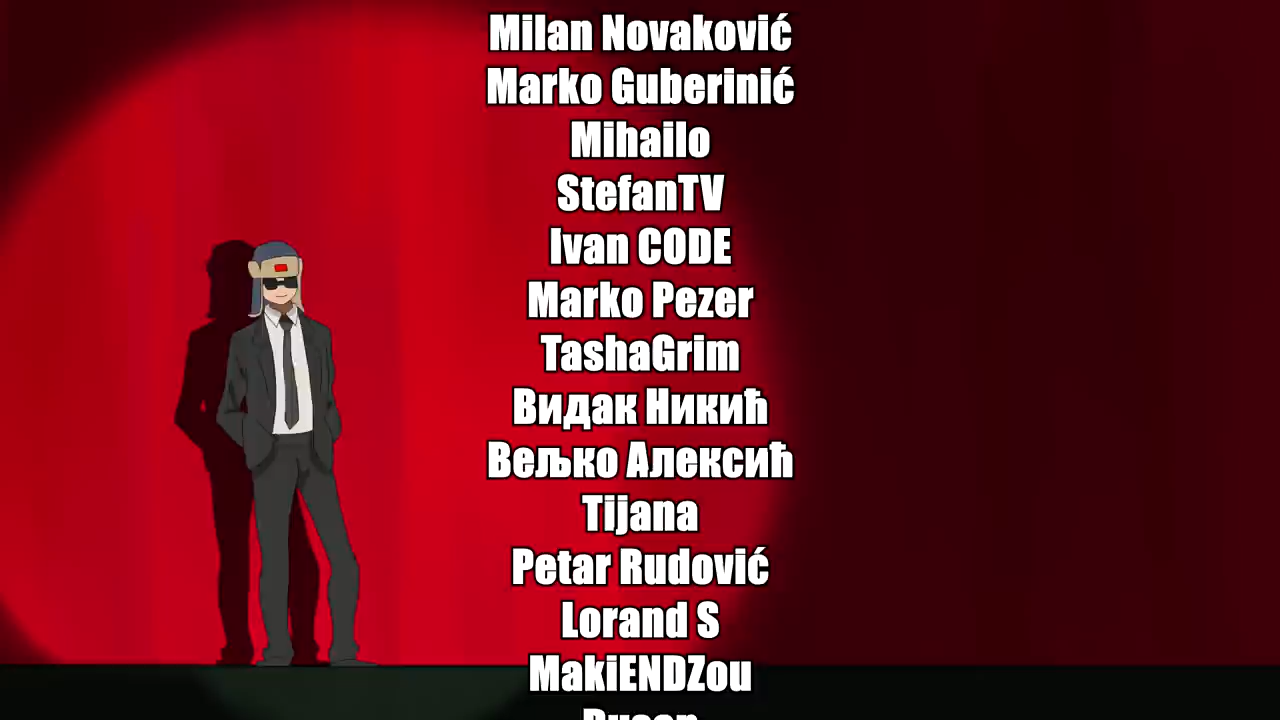 Milan Novaković
Marko Guberinić
Mihailo
StefanTV
Ivan CODE
Marko Pezer
TashaGrim
Видак Никић
Вељко Алексић
Tijana
Petar Rudović
Lorand S
MakiENDZou